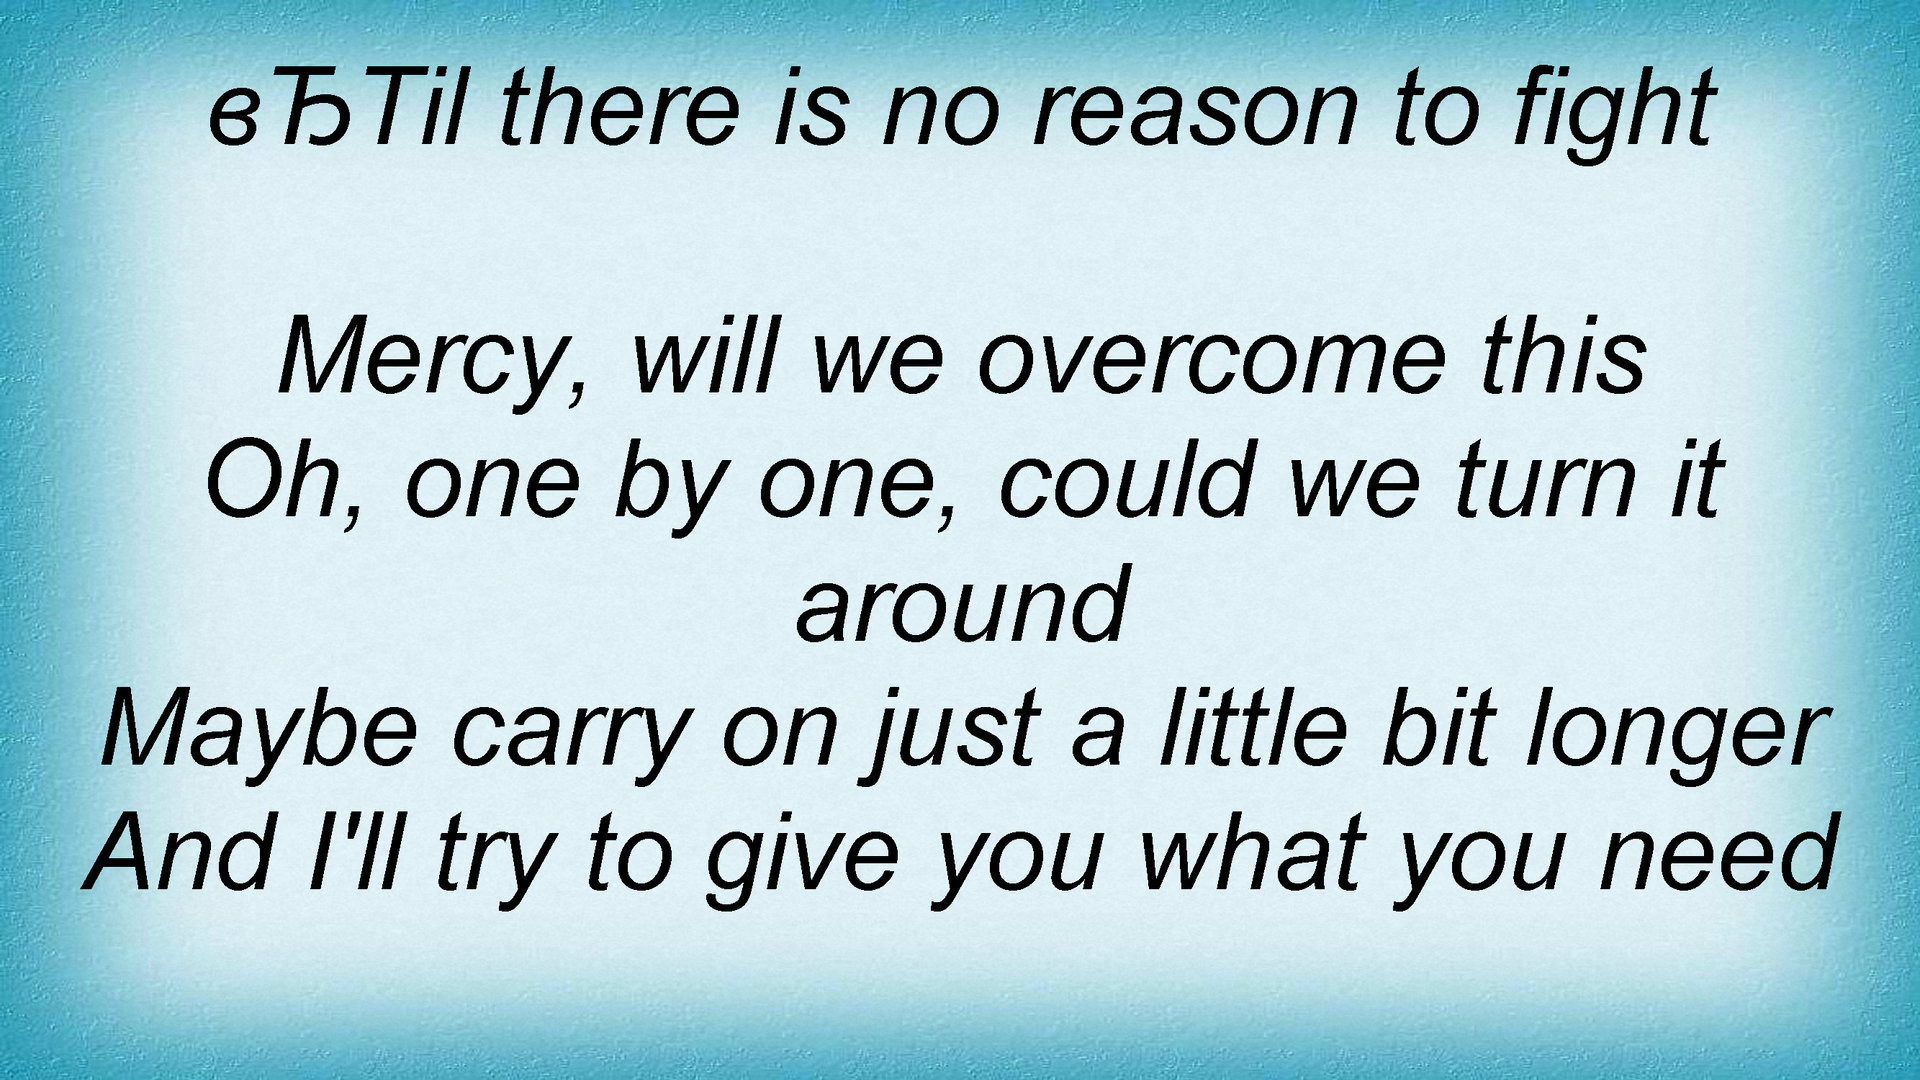 вЂTil there is no reason to fight
Mercy, will we overcome this
Oh, one by one, could we turn it
around
Maybe carry on just a little bit longer
And I'll try to give you what you need